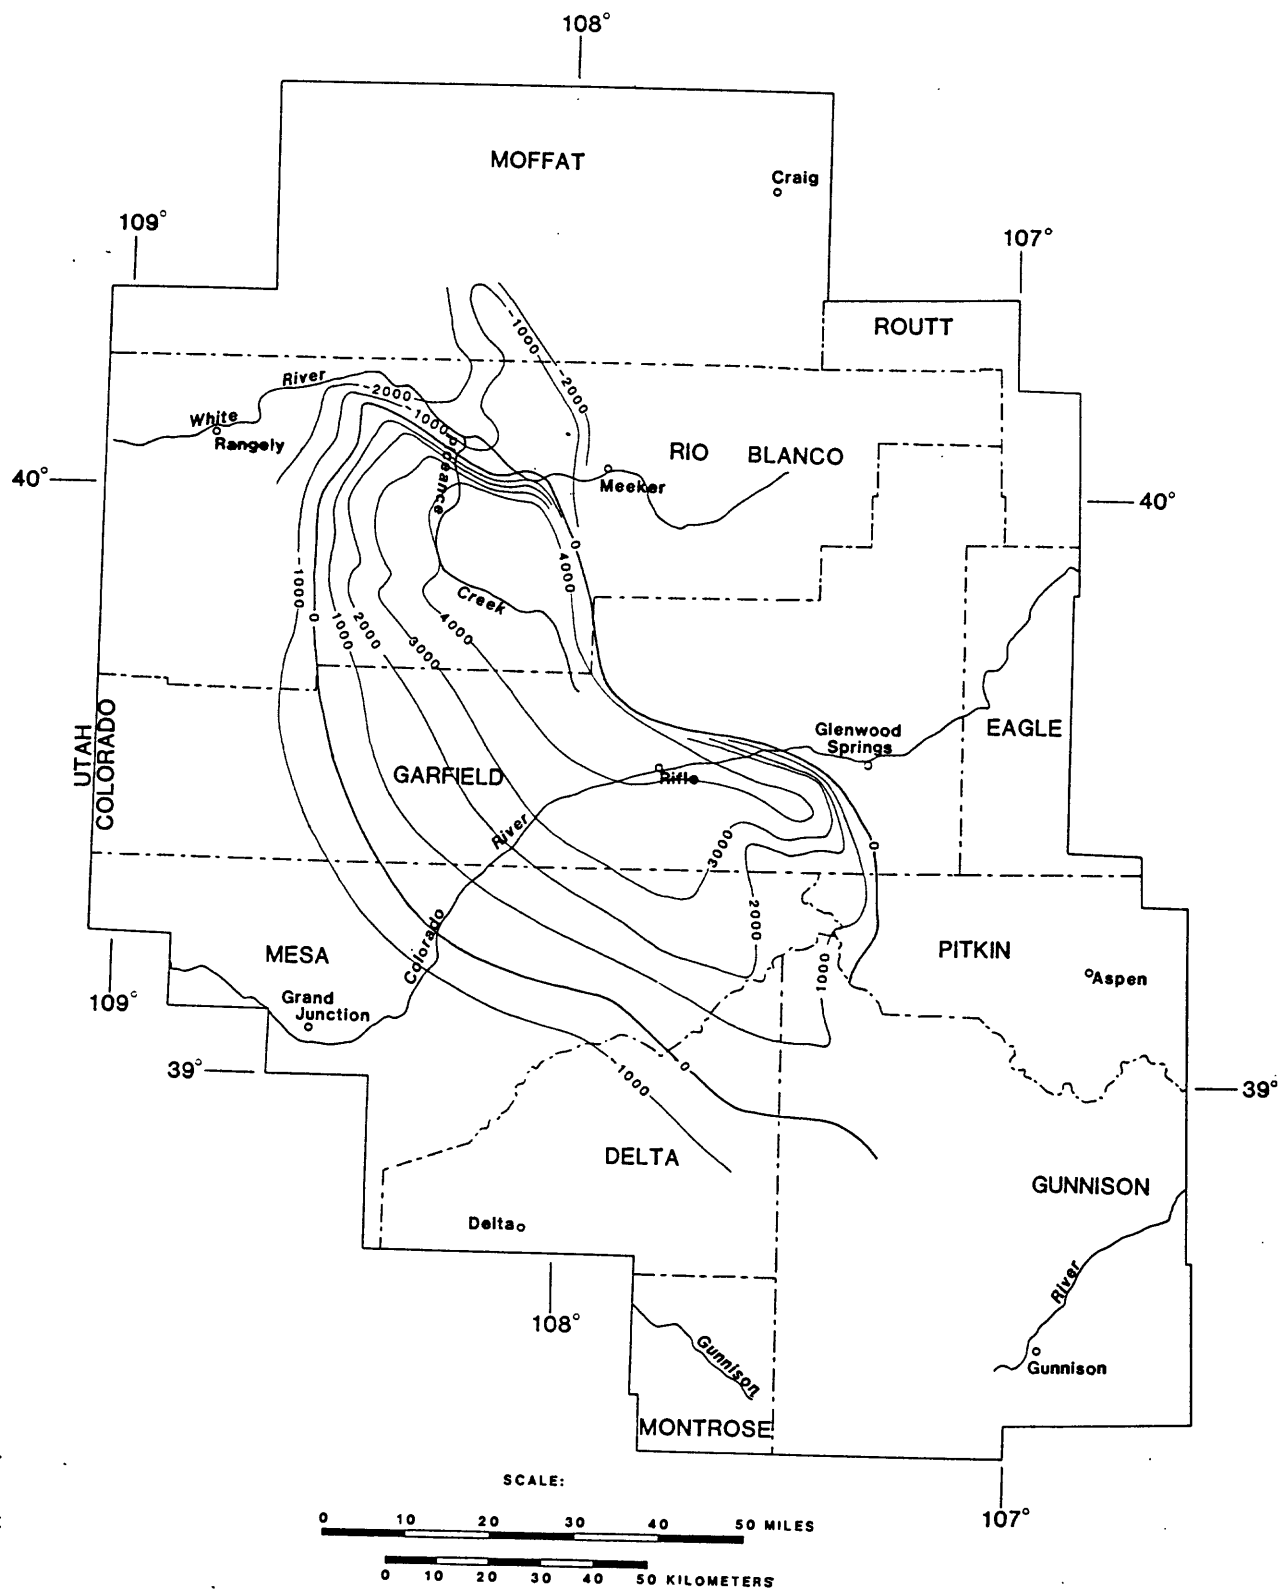 108°
MOFFAT
Craig
109°
107°
ROUTT
-1000
-2000
River
-2000
-1000
White
Rangely
RIO BLANCO
Piceance
40°
Meeker
40°
0
4000
-1000
0
1000
2000
3000
4000
Creek
UTAH
COLORADO
Glenwood
Springs
EAGLE
GARFIELD
Rifle
River
3000
0
2000
Colorado
MESA
PITKIN
1000
Aspen
109°
Grand
Junction
39°
0
-1000
39°
DELTA
GUNNISON
Delta
River
108°
Gunnison
Gunnison
MONTROSE
SCALE:
0 10 20 30 40 50 MILES
0 10 20 30 40 50 KILOMETERS
107°